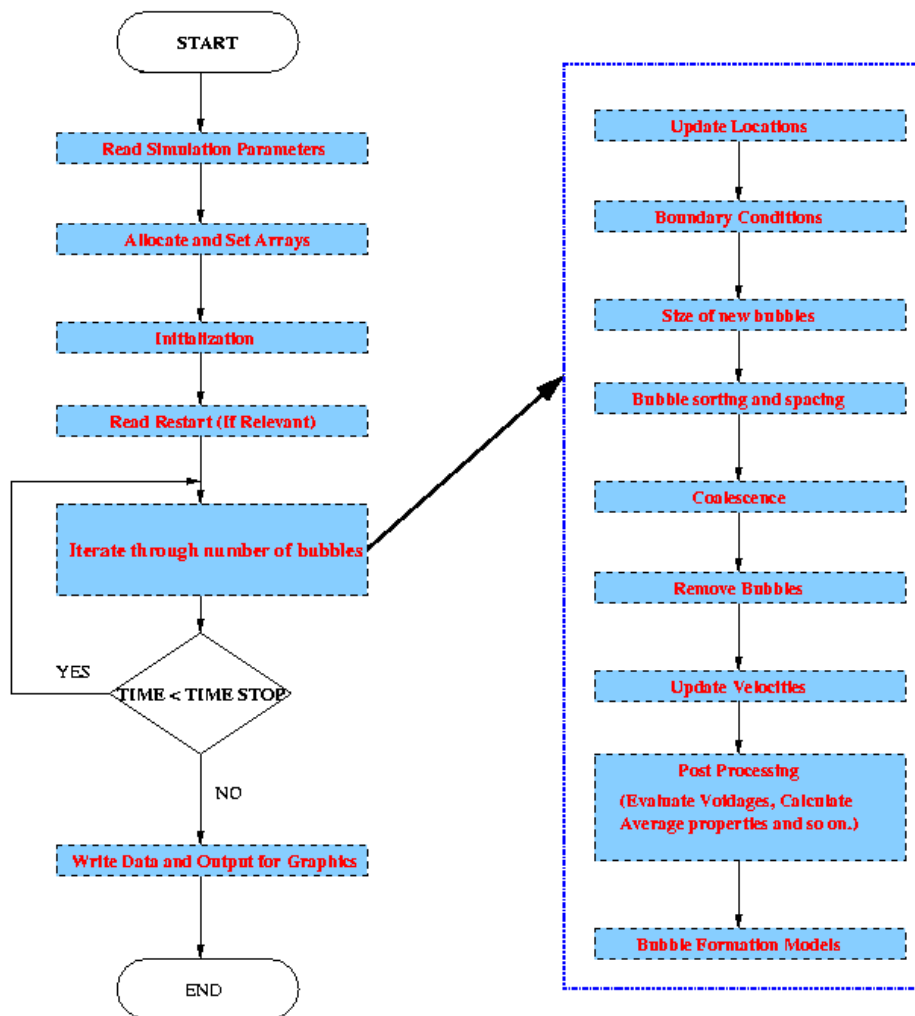 START
Read Simulation Parameters
Allocate and Set Arrays
Initialization
Read Restart (If Relevant)
Iterate through number of bubbles
YES
TIME < TIME STOP
NO
Write Data and Output for Graphics
END
Update Locations
Boundary Conditions
Size of new bubbles
Bubble sorting and spacing
Coalescence
Remove Bubbles
Update Velocities
Post Processing
(Evaluate Voidages, Calculate
Average properties and so on.)
Bubble Formation Models